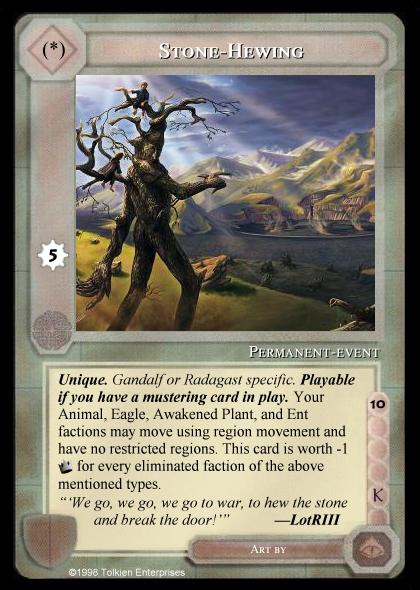 (*)
STONE-HEWING
5
PERMANENT-EVENT
Unique. Gandalf or Radagast specific. Playable
if you have a mustering card in play. Your
Animal, Eagle, Awakened Plant, and Ent
factions may move using region movement and
have no restricted regions. This card is worth -1
for every eliminated faction of the above
mentioned types.
“‘We go, we go, we go to war, to hew the stone
and break the door!’” —LotRIII
10
K
ART BY
©1998 Tolkien Enterprises